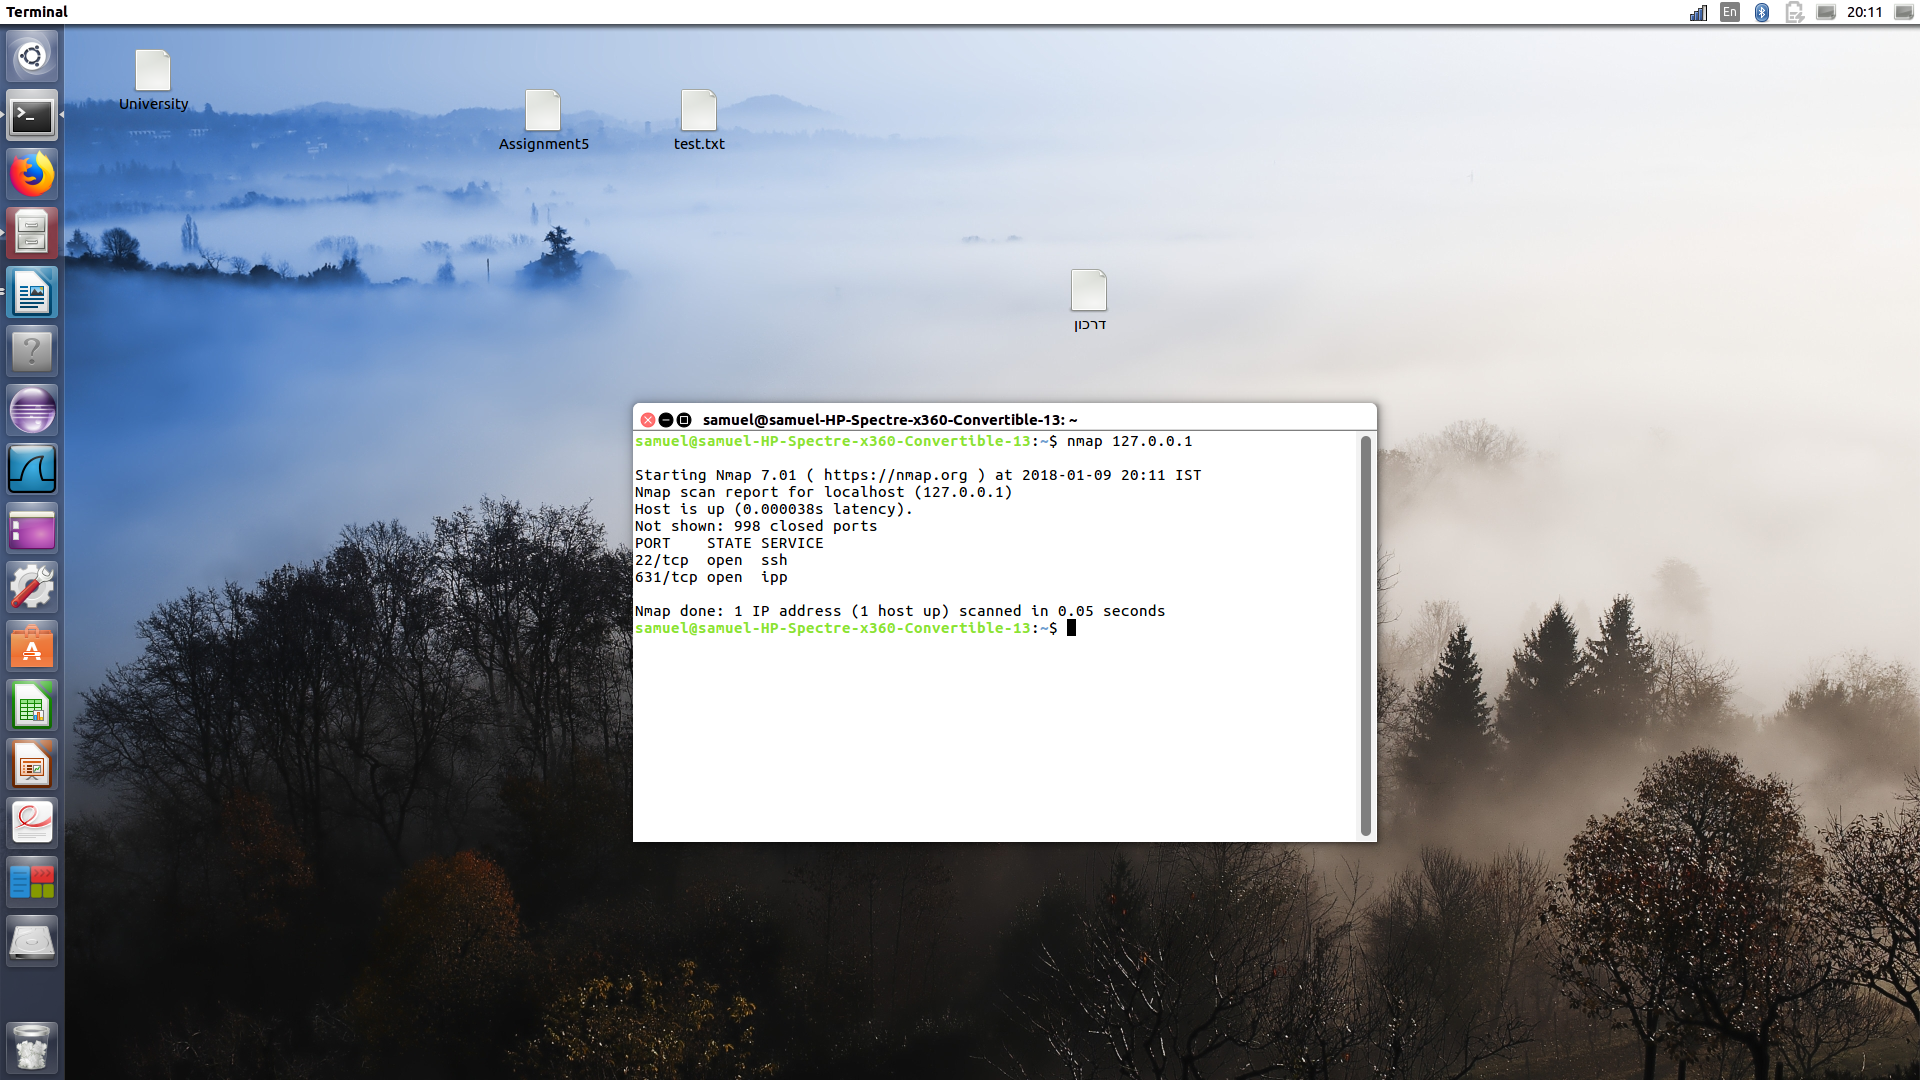 Terminal
En
20:11
University
Assignment5
test.txt
דרכון
samuel@samuel-HP-Spectre-x360-Convertible-13: ~
samuel@samuel-HP-Spectre-x360-Convertible-13:~$ nmap 127.0.0.1
Starting Nmap 7.01 ( https://nmap.org ) at 2018-01-09 20:11 IST
Nmap scan report for localhost (127.0.0.1)
Host is up (0.000038s latency).
Not shown: 998 closed ports
PORT    STATE SERVICE
22/tcp  open  ssh
631/tcp open  ipp
Nmap done: 1 IP address (1 host up) scanned in 0.05 seconds
samuel@samuel-HP-Spectre-x360-Convertible-13:~$